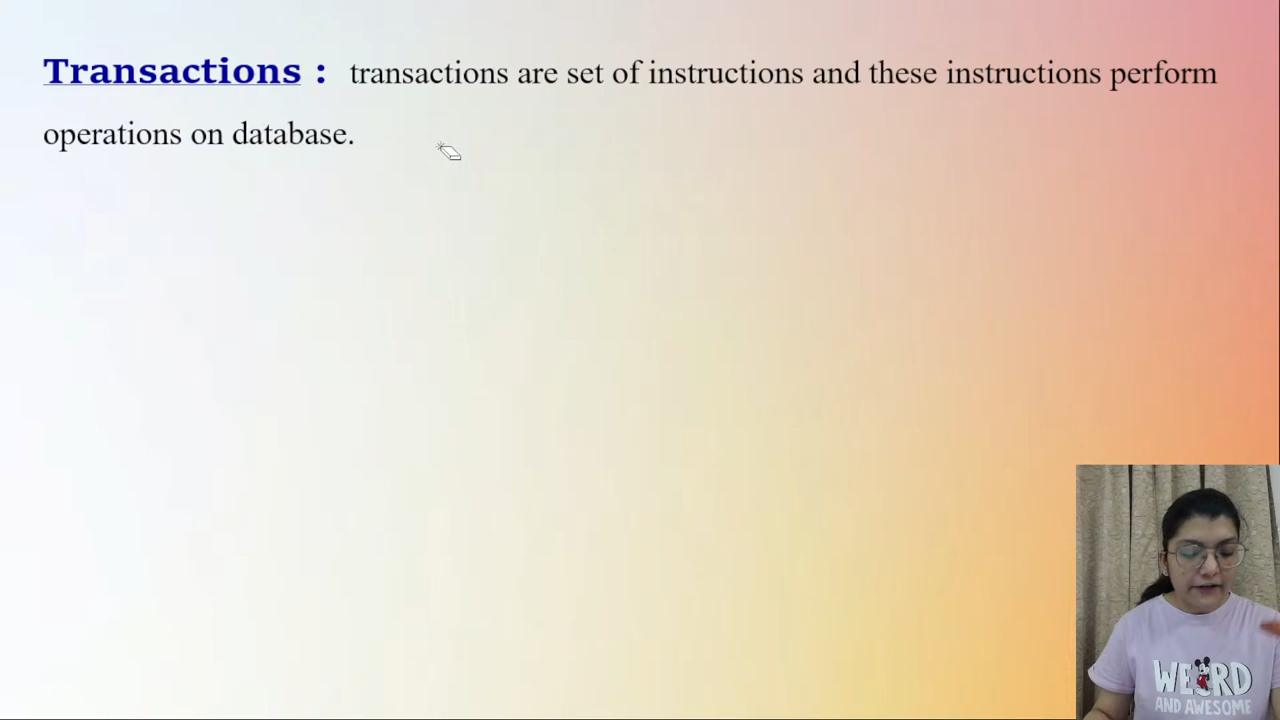 Transactions : transactions are set of instructions and these instructions perform
operations on database.
WEIRD
AND AWESOME